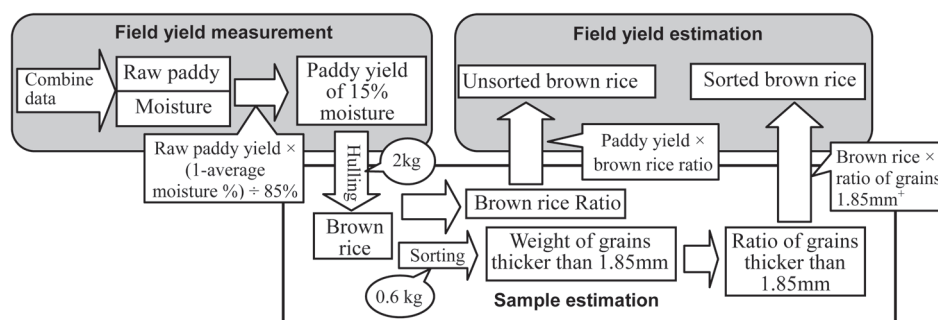 Field yield measurement
Combine
data
Raw paddy
Moisture
Paddy yield
of 15%
moisture
Raw paddy yield ×
(1-average
moisture %) ÷ 85%
Hulling
2kg
Brown
rice
Brown rice Ratio
Sorting
0.6 kg
Weight of grains
thicker than 1.85mm
Ratio of grains
thicker than
1.85mm
Sample estimation
Field yield estimation
Unsorted brown rice
Sorted brown rice
Paddy yield ×
brown rice ratio
Brown rice ×
ratio of grains
1.85mm⁺